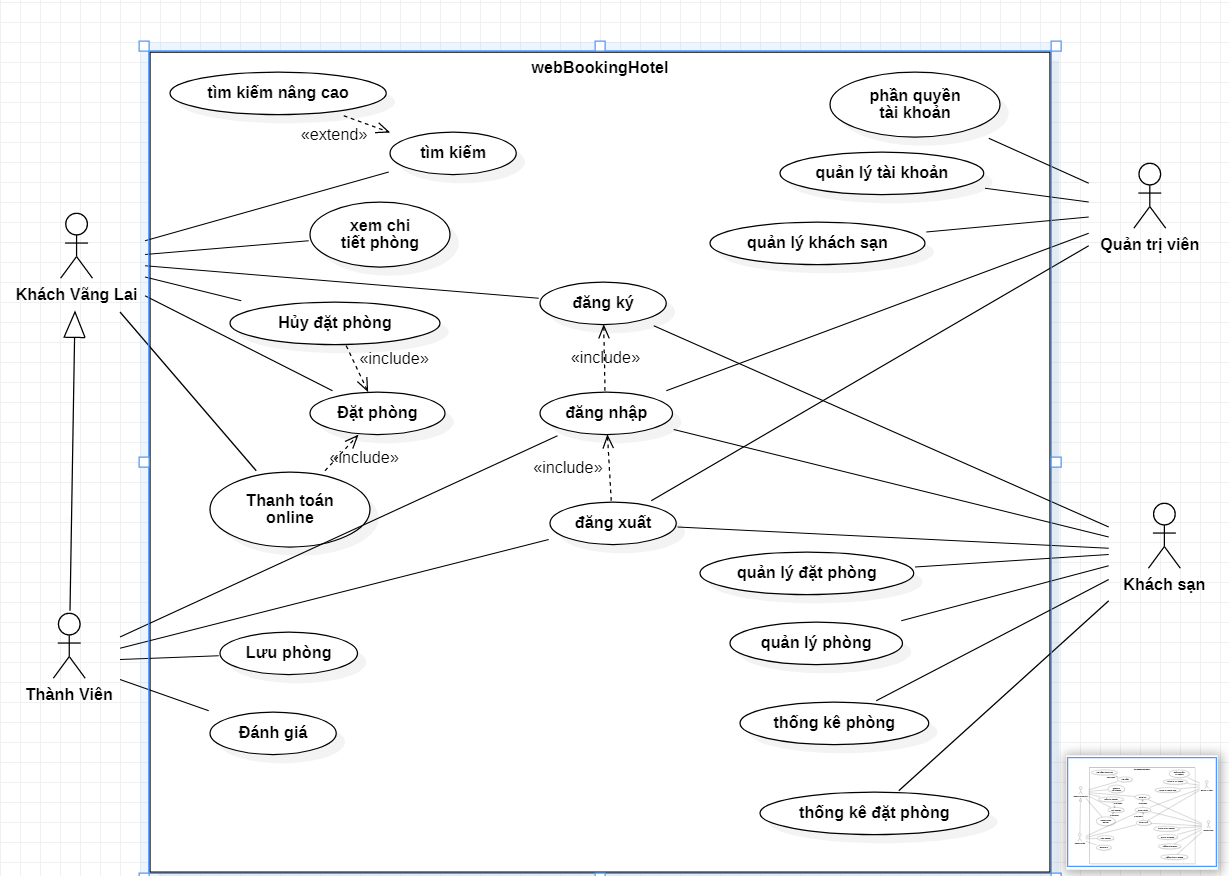 webBookingHotel
tìm kiếm nâng cao
«extend»
tìm kiếm
xem chi
tiết phòng
Khách Vãng Lai
Hủy đặt phòng
«include»
Đặt phòng
«include»
Thanh toán
online
đăng ký
«include»
đăng nhập
«include»
đăng xuất
Thành Viên
Lưu phòng
Đánh giá
phần quyền
tài khoản
quản lý tài khoản
quản lý khách sạn
Quản trị viên
Khách sạn
quản lý đặt phòng
quản lý phòng
thống kê phòng
thống kê đặt phòng